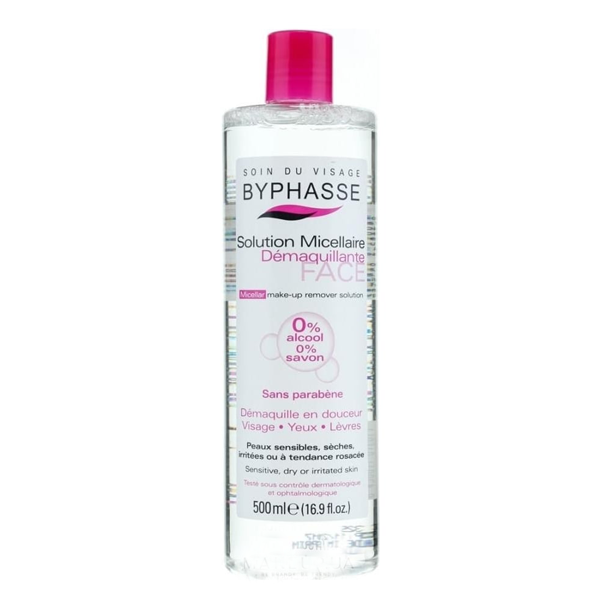 SOIN DU VISAGE
BYPHASSE
Solution Micellaire
Démaquillante
FACE
Micellar make-up remover solution
0%
alcool
0%
savon
Sans parabène
Démaquille en douceur
Visage • Yeux • Lèvres
Peaux sensibles, sèches,
irritées ou à tendance rosacée
Sensitive, dry or irritated skin
Testé sous contrôle dermatologique
et ophtalmologique
500 ml e (16.9 fl.oz.)